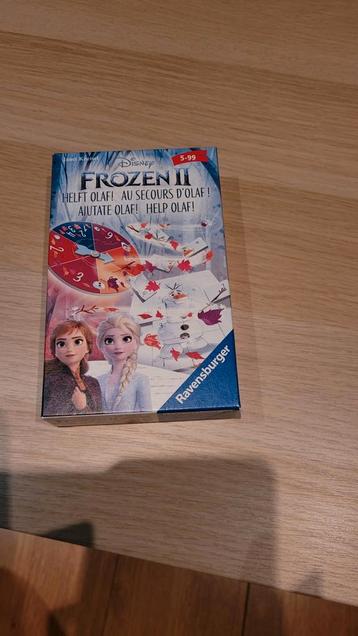 Disney
5-99
FROZEN II
HELFT OLAF! AU SECOURS D'OLAF!
AIUTATE OLAF! HELP OLAF!
Ravensburger